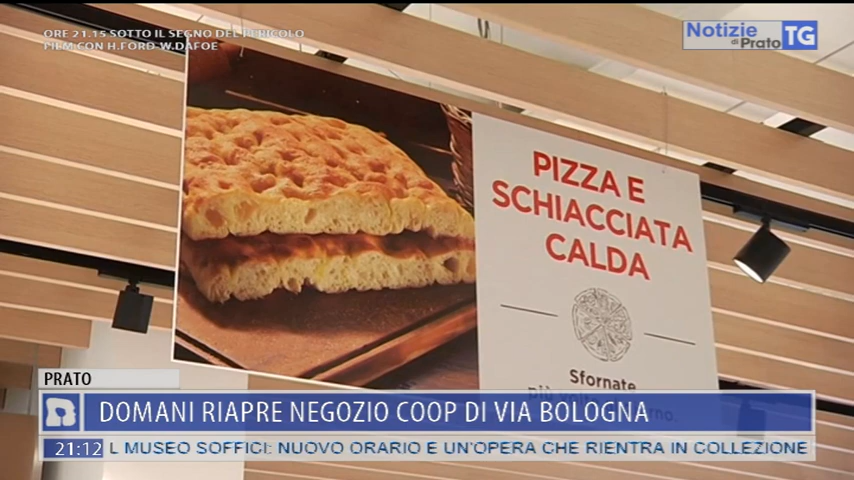 ORE 21.15 SOTTO IL SEGNO DEL PERICOLO
FILM CON H.FORD-W.DAFOE
Notizie
di Prato TG
PIZZA E
SCHIACCIATA
CALDA
Sfornate
più volte
PRATO
DOMANI RIAPRE NEGOZIO COOP DI VIA BOLOGNA
21:12 L MUSEO SOFFICI: NUOVO ORARIO E UN'OPERA CHE RIENTRA IN COLLEZIONE